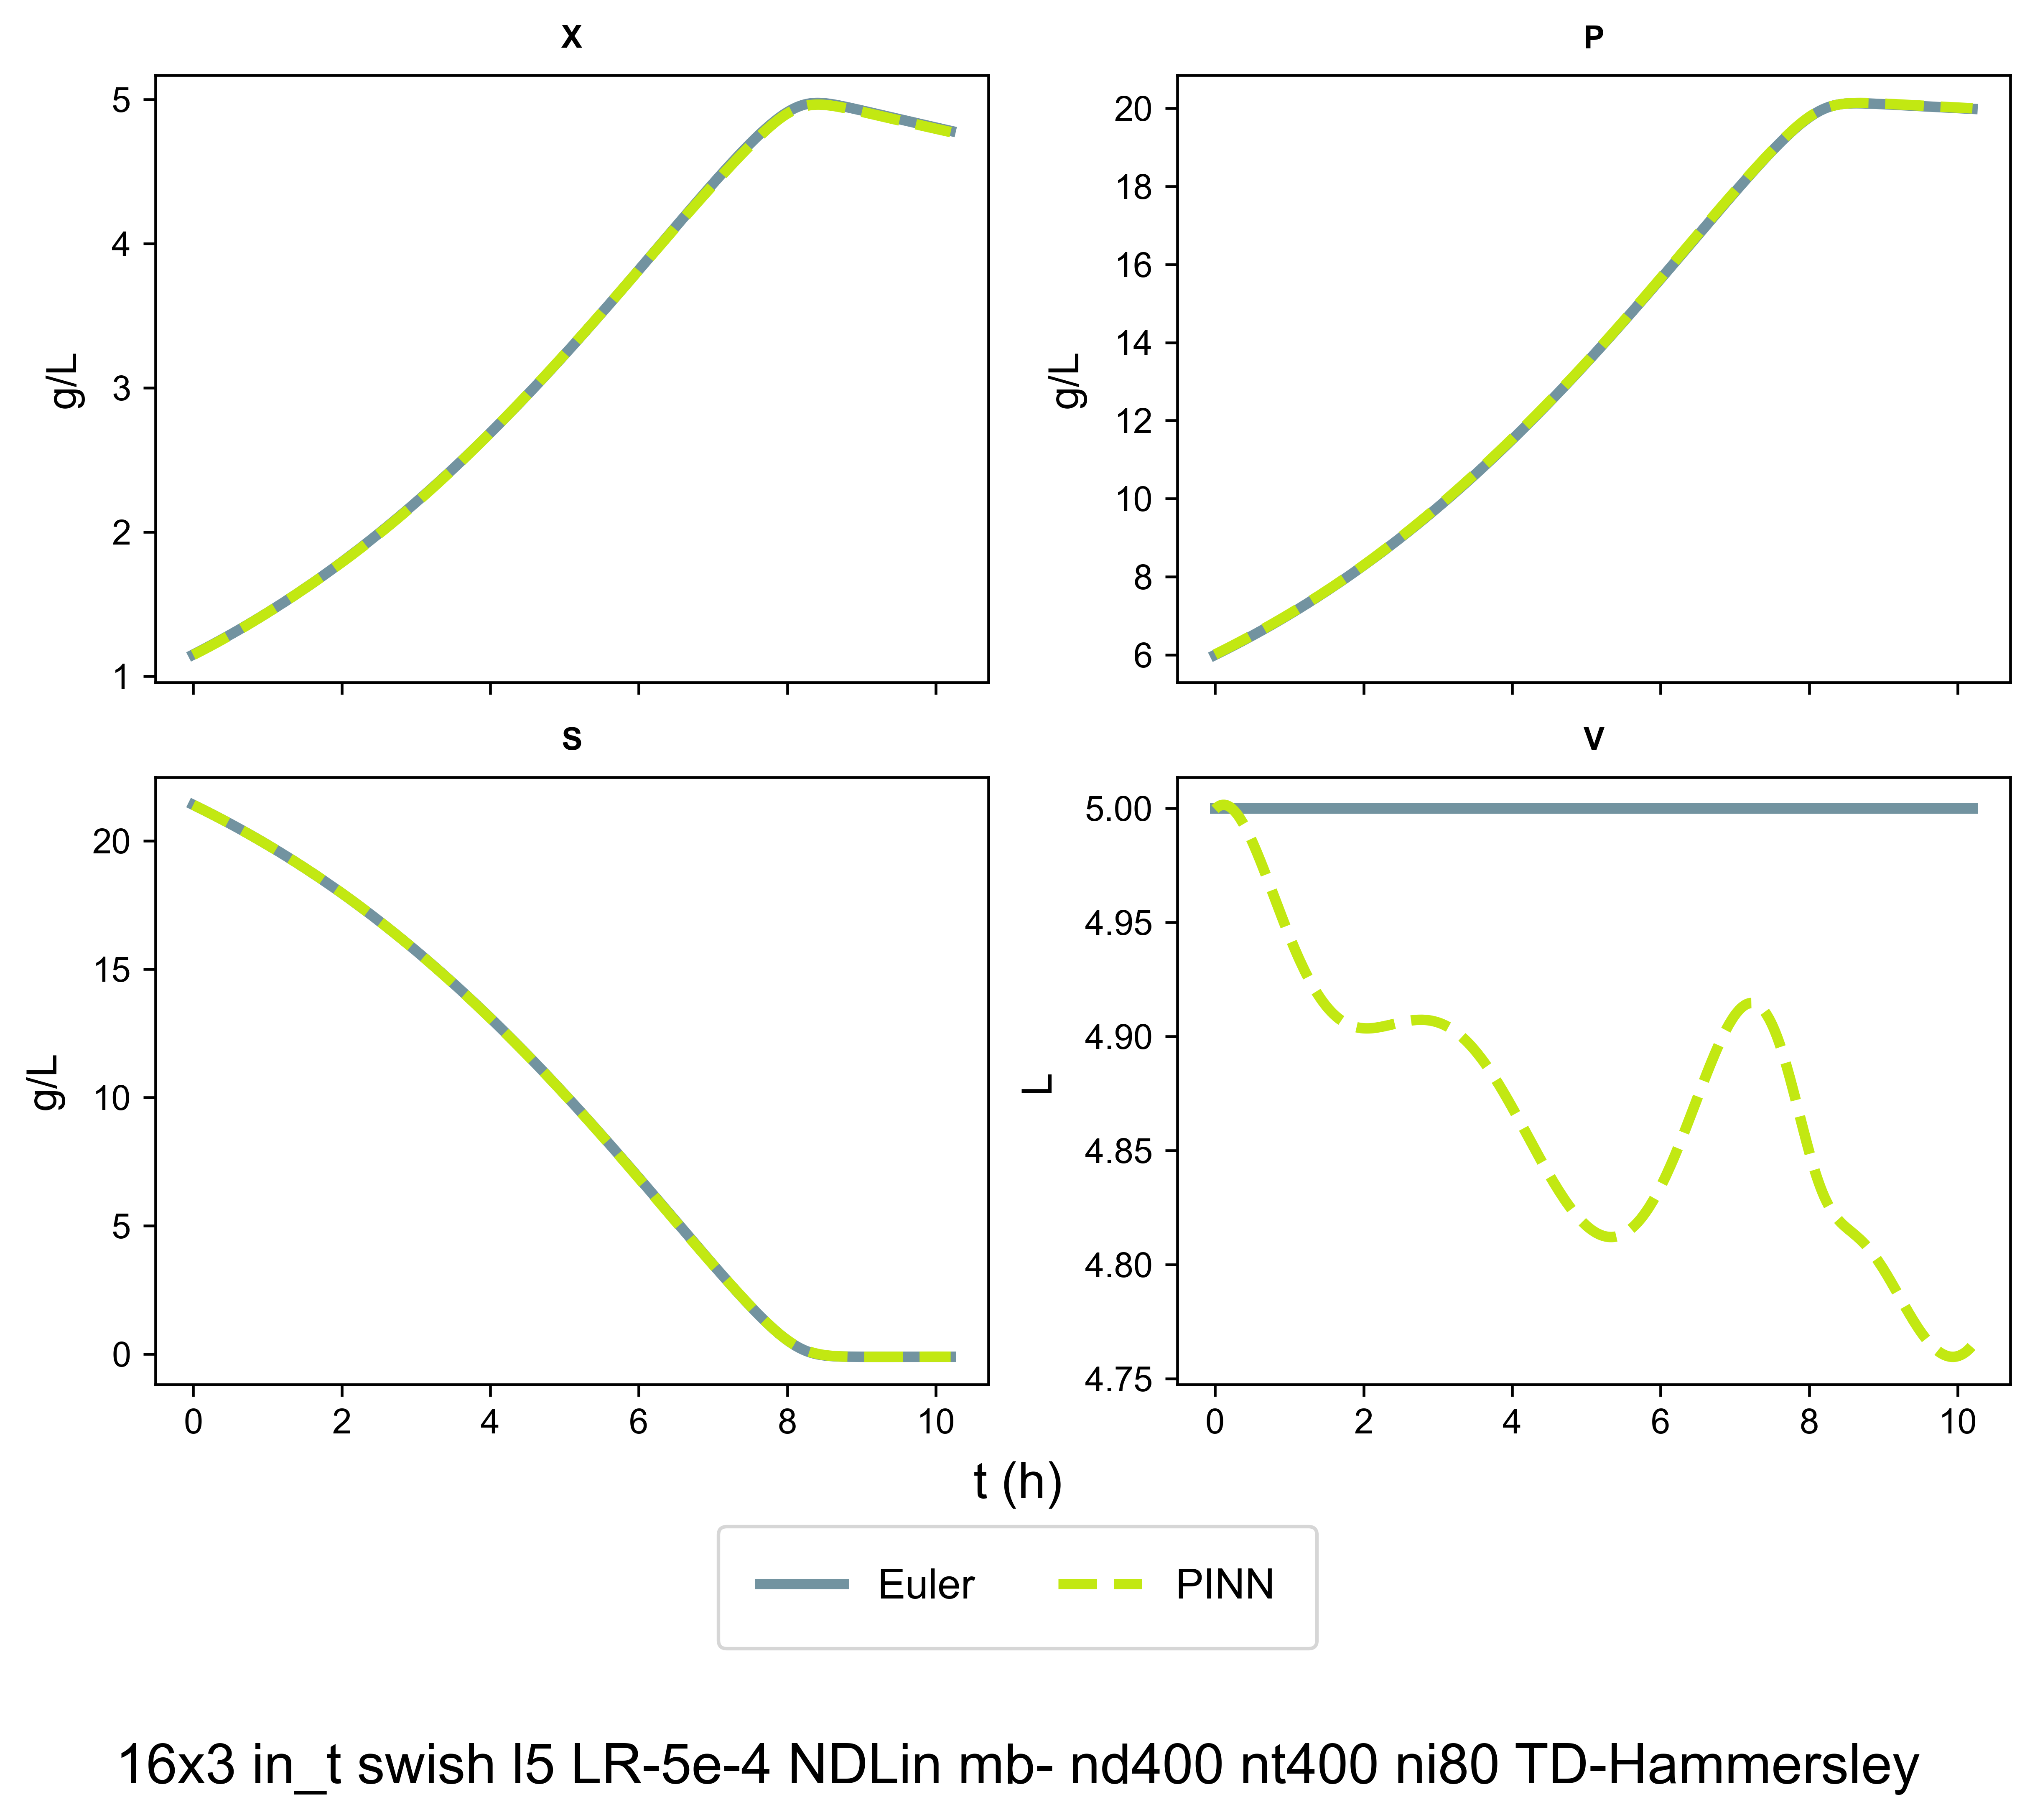 X
5
4
3
2
1
g/L
P
20
18
16
14
12
10
8
6
g/L
S
20
15
10
5
0
g/L
0 2 4 6 8 10
V
5.00
4.95
4.90
4.85
4.80
4.75
L
0 2 4 6 8 10
t (h)
Euler PINN
16x3 in_t swish l5 LR-5e-4 NDLin mb- nd400 nt400 ni80 TD-Hammersley